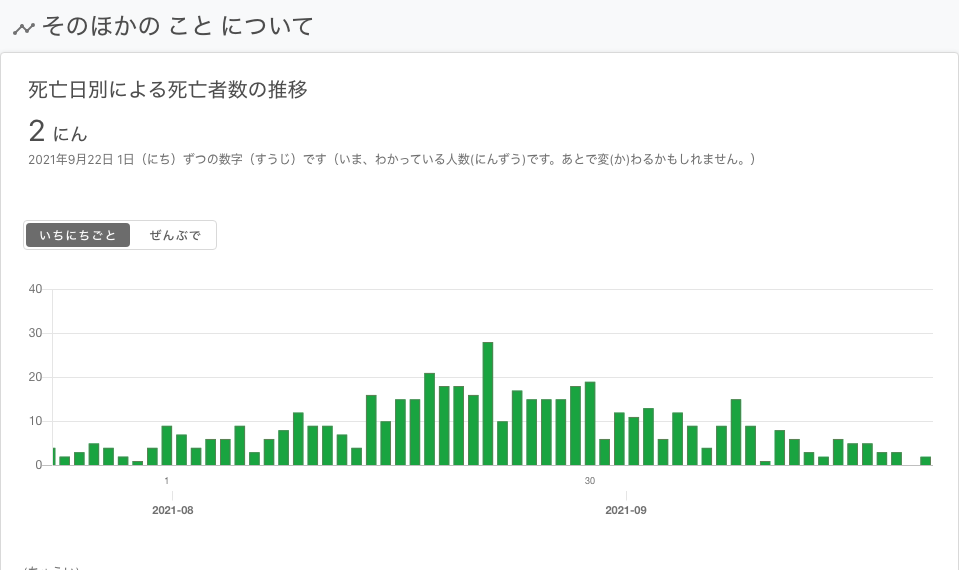 そのほかの こと について
死亡日別による死亡者数の推移
2 にん
2021年9月22日 1日（にち）ずつの数字（すうじ）です（いま、わかっている人数(にんずう)です。あとで変(か)わるかもしれません。）
いちにちごと ぜんぶで
40
30
20
10
0
1 30
2021-08 2021-09